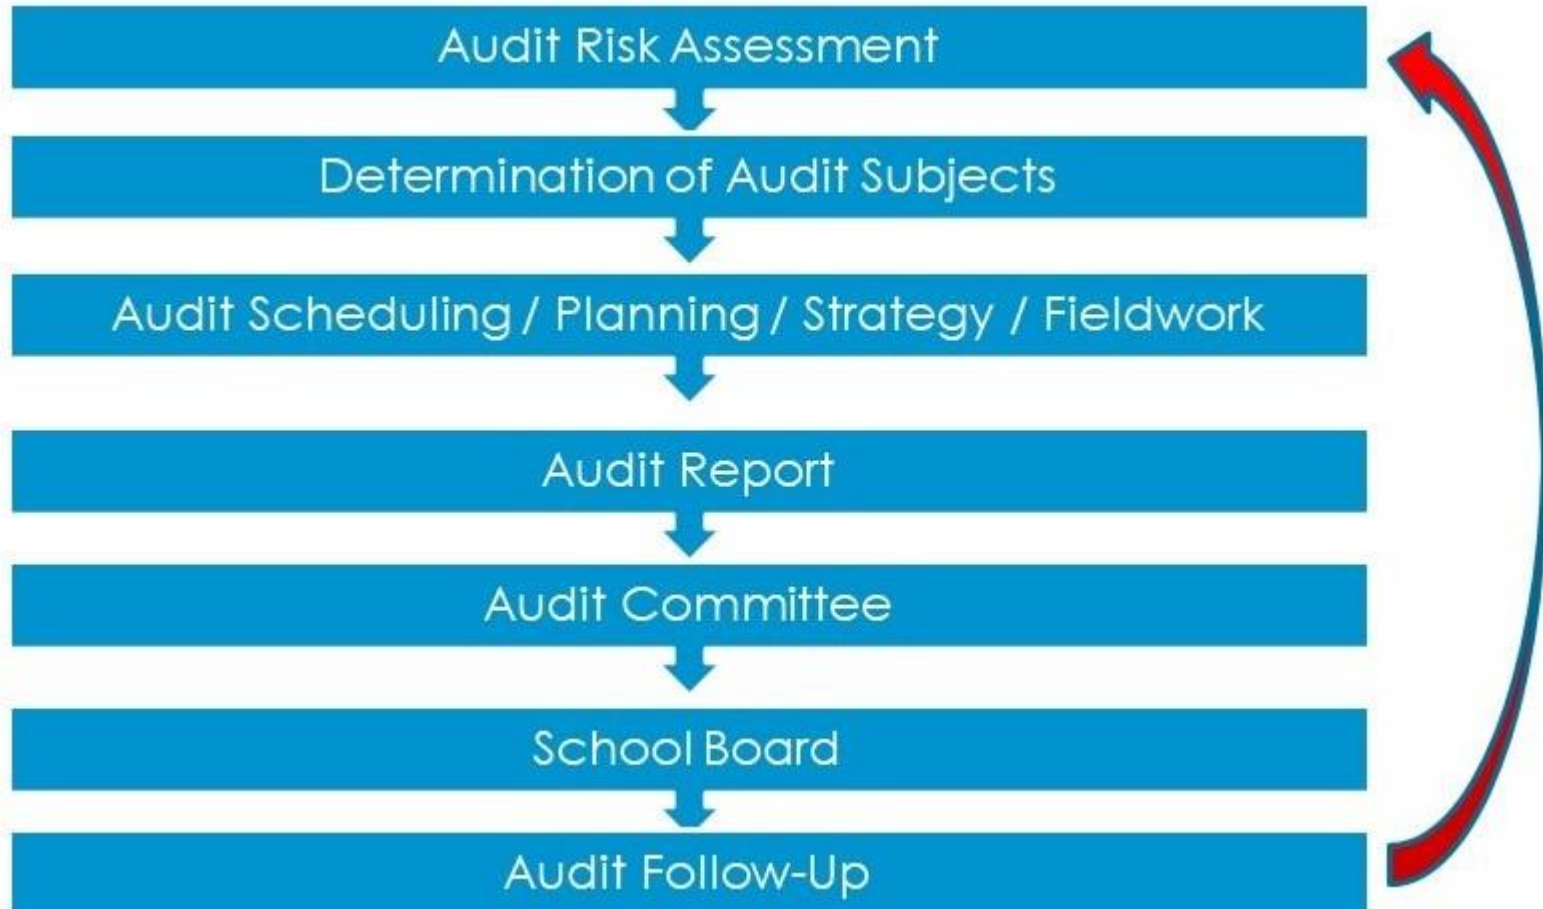 Audit Risk Assessment
Determination of Audit Subjects
Audit Scheduling / Planning / Strategy / Fieldwork
Audit Report
Audit Committee
School Board
Audit Follow-Up